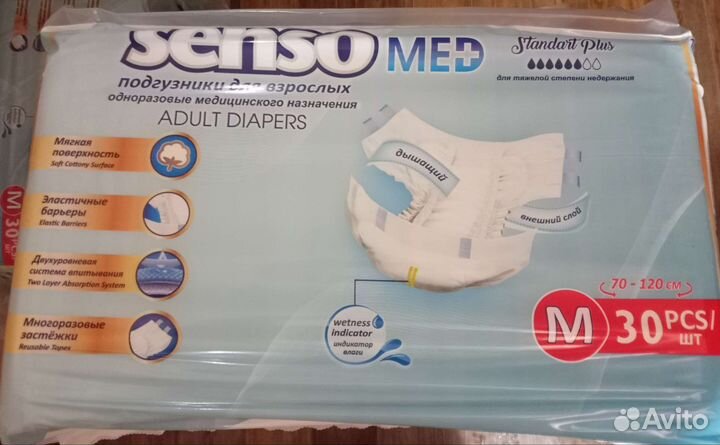 senso MED
Standart Plus
для тяжелой степени недержания
подгузники для взрослых
одноразовые медицинского назначения
ADULT DIAPERS
Мягкая
поверхность
Soft Cottony Surface
Эластичные
барьеры
Elastic Barriers
Двухуровневая
система впитывания
Two Layer Absorption System
Многоразовые
застёжки
Reusable Tapes
дышащий
внешний слой
wetness
indicator
индикатор
влаги
70 - 120 см
M 30 PCS/
шт
M 30 PCS
шт
Avito